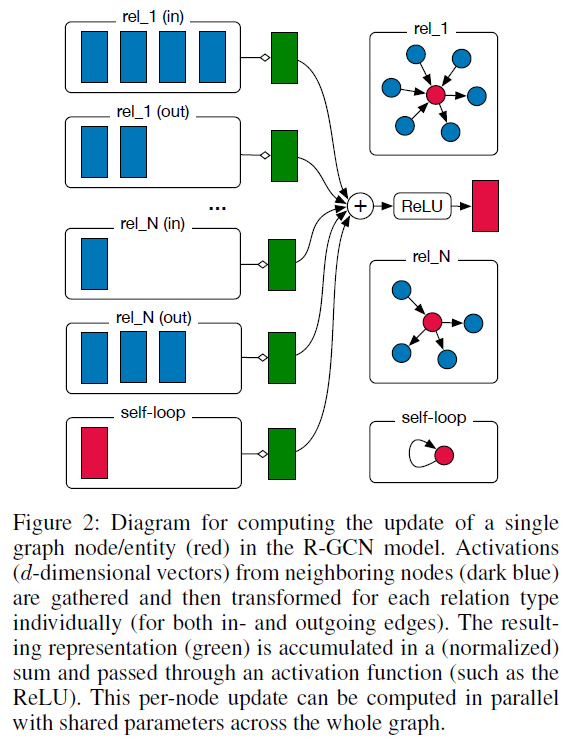 rel_1 (in)
rel_1 (out)
...
rel_N (in)
rel_N (out)
self-loop
+
ReLU
rel_1
rel_N
self-loop
Figure 2: Diagram for computing the update of a single
graph node/entity (red) in the R-GCN model. Activations
(d-dimensional vectors) from neighboring nodes (dark blue)
are gathered and then transformed for each relation type
individually (for both in- and outgoing edges). The result-
ing representation (green) is accumulated in a (normalized)
sum and passed through an activation function (such as the
ReLU). This per-node update can be computed in parallel
with shared parameters across the whole graph.